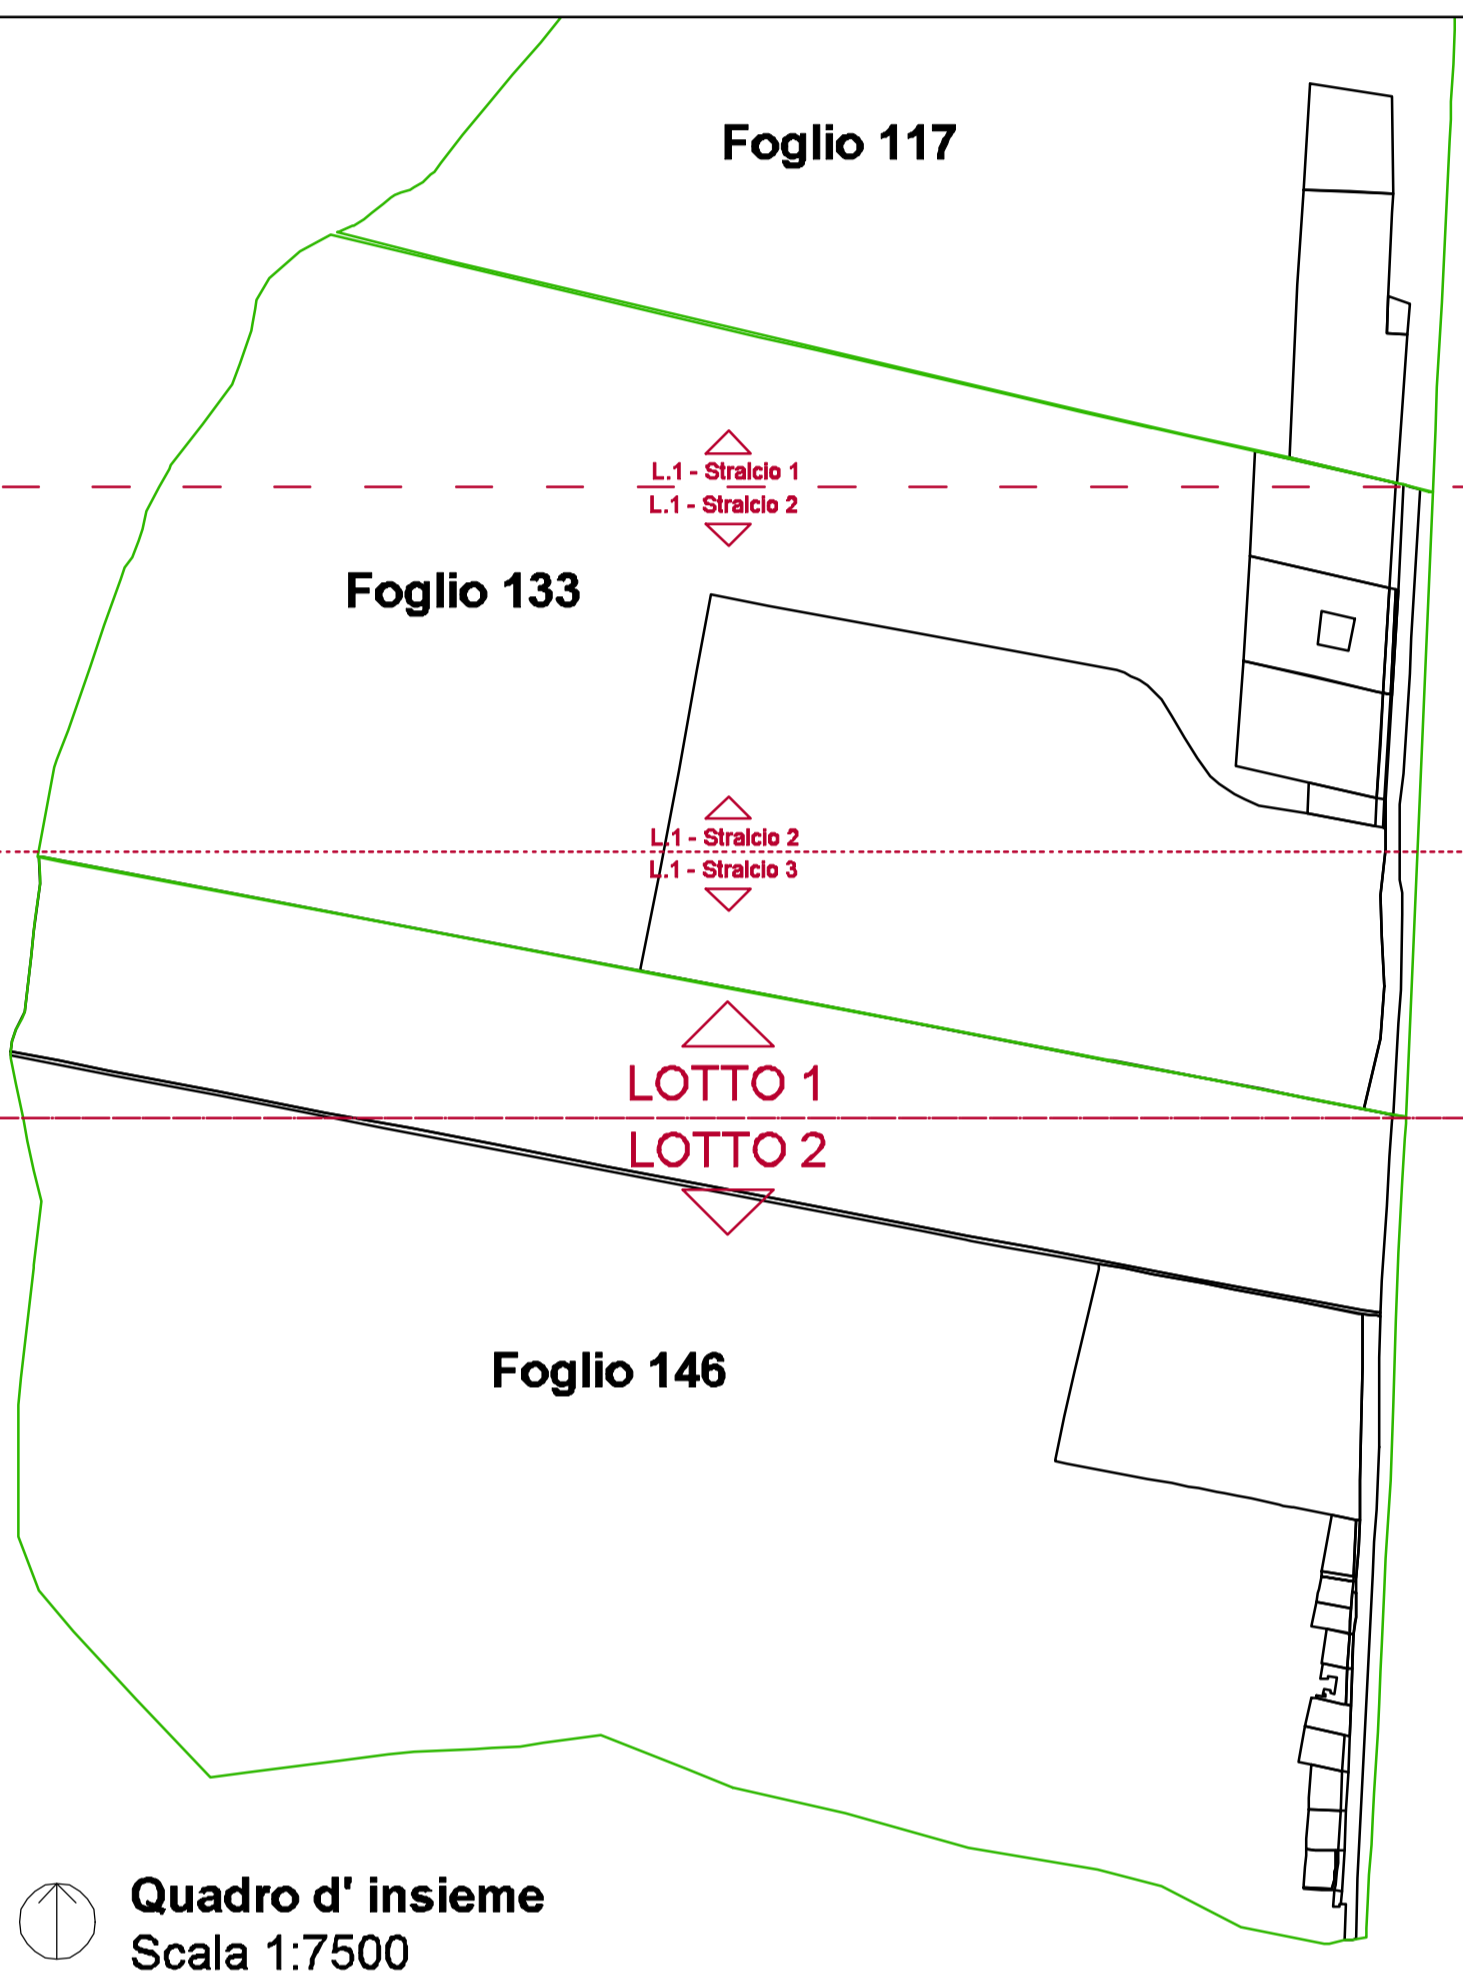 Foglio 117
L.1 - Stralcio 1
L.1 - Stralcio 2
Foglio 133
L.1 - Stralcio 2
L.1 - Stralcio 3
LOTTO 1
LOTTO 2
Foglio 146
Quadro d' insieme
Scala 1:7500